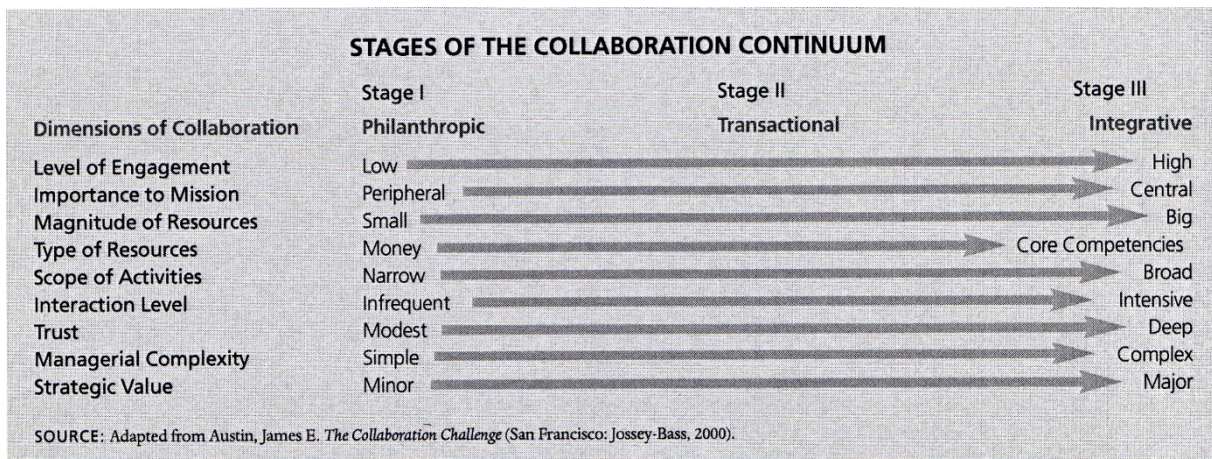 STAGES OF THE COLLABORATION CONTINUUM
Stage I Stage II Stage III
Dimensions of Collaboration Philanthropic Transactional Integrative
Level of Engagement Low High
Importance to Mission Peripheral Central
Magnitude of Resources Small Big
Type of Resources Money Core Competencies
Scope of Activities Narrow Broad
Interaction Level Infrequent Intensive
Trust Modest Deep
Managerial Complexity Simple Complex
Strategic Value Minor Major
SOURCE: Adapted from Austin, James E. The Collaboration Challenge (San Francisco: Jossey-Bass, 2000).